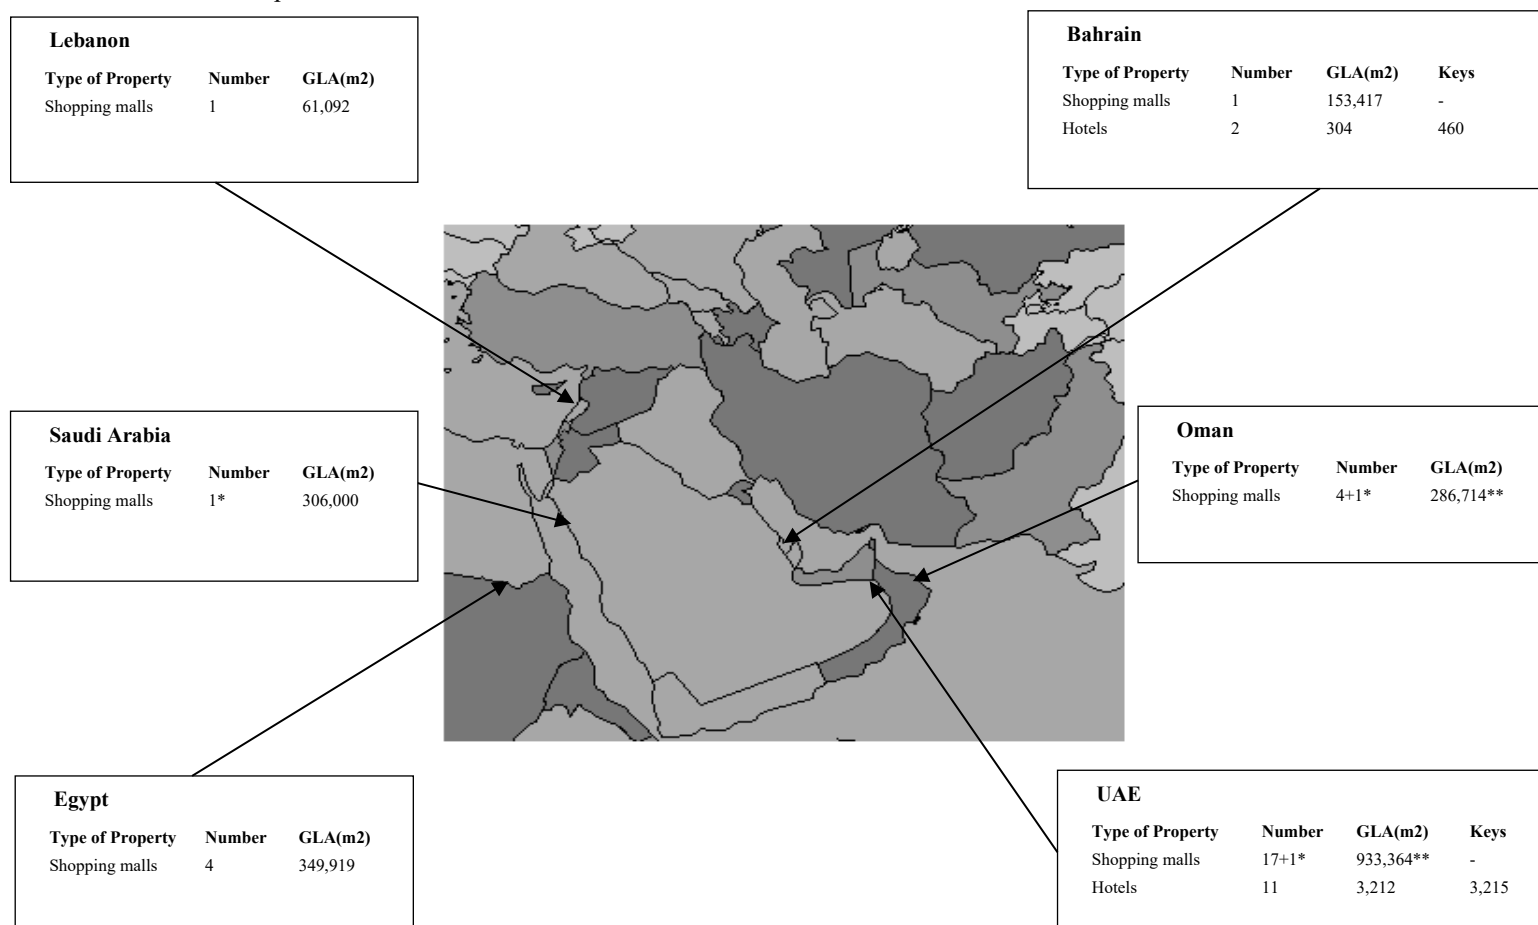 Lebanon
Type of Property Number GLA(m2)
Shopping malls 1 61,092
Bahrain
Type of Property Number GLA(m2) Keys
Shopping malls 1 153,417 -
Hotels 2 304 460
Saudi Arabia
Type of Property Number GLA(m2)
Shopping malls 1* 306,000
Oman
Type of Property Number GLA(m2)
Shopping malls 4+1* 286,714**
Egypt
Type of Property Number GLA(m2)
Shopping malls 4 349,919
UAE
Type of Property Number GLA(m2) Keys
Shopping malls 17+1* 933,364** -
Hotels 11 3,212 3,215